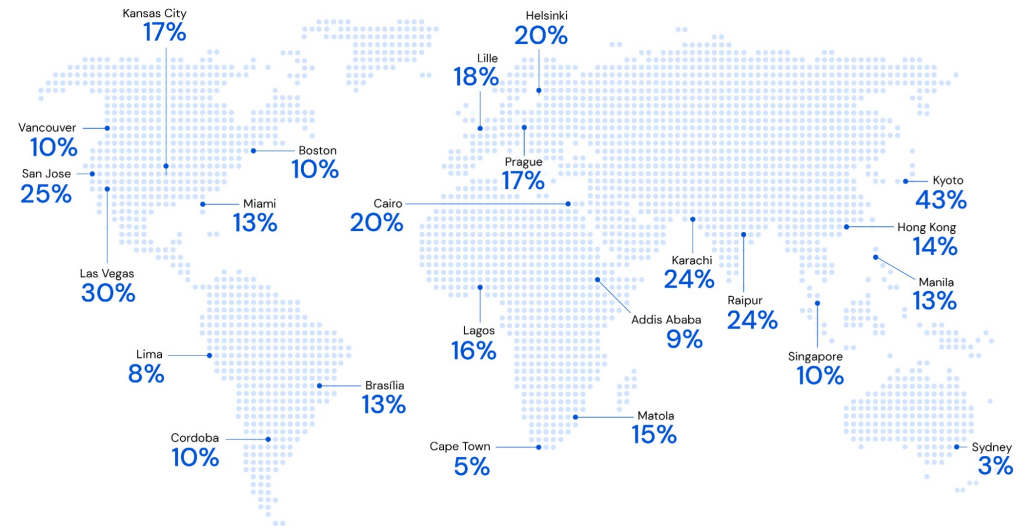 Kansas City
17%
Helsinki
20%
Lille
18%
Vancouver
10%
Boston
10%
Prague
17%
San Jose
25%
Kyoto
43%
Miami
13%
Cairo
20%
Hong Kong
14%
Karachi
24%
Las Vegas
30%
Manila
13%
Raipur
24%
Addis Ababa
9%
Lagos
16%
Lima
8%
Singapore
10%
Brasília
13%
Matola
15%
Cordoba
10%
Cape Town
5%
Sydney
3%